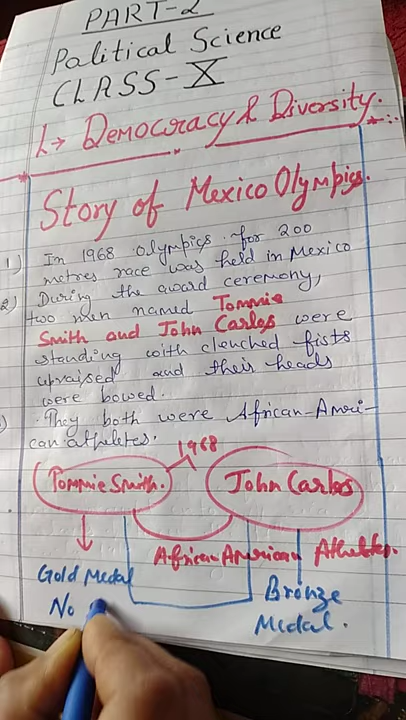 PART-2
Palitical Science
CLASS-X
1→ Democracy & Diversity.
Story of Mexico Olympics.
1) In 1968 Olympics for 200
metres race was held in Mexico
2) During the award ceremony,
two men named Tommie
Smith and John Carlos were
standing with clenched fists
upraised and their heads
were bowed.
They both were African-Ameri-
can atheletes.
1968
Tommie Smith.
John Carlos
African American Atheletes.
Gold Medal
Bronze
No
Medal.